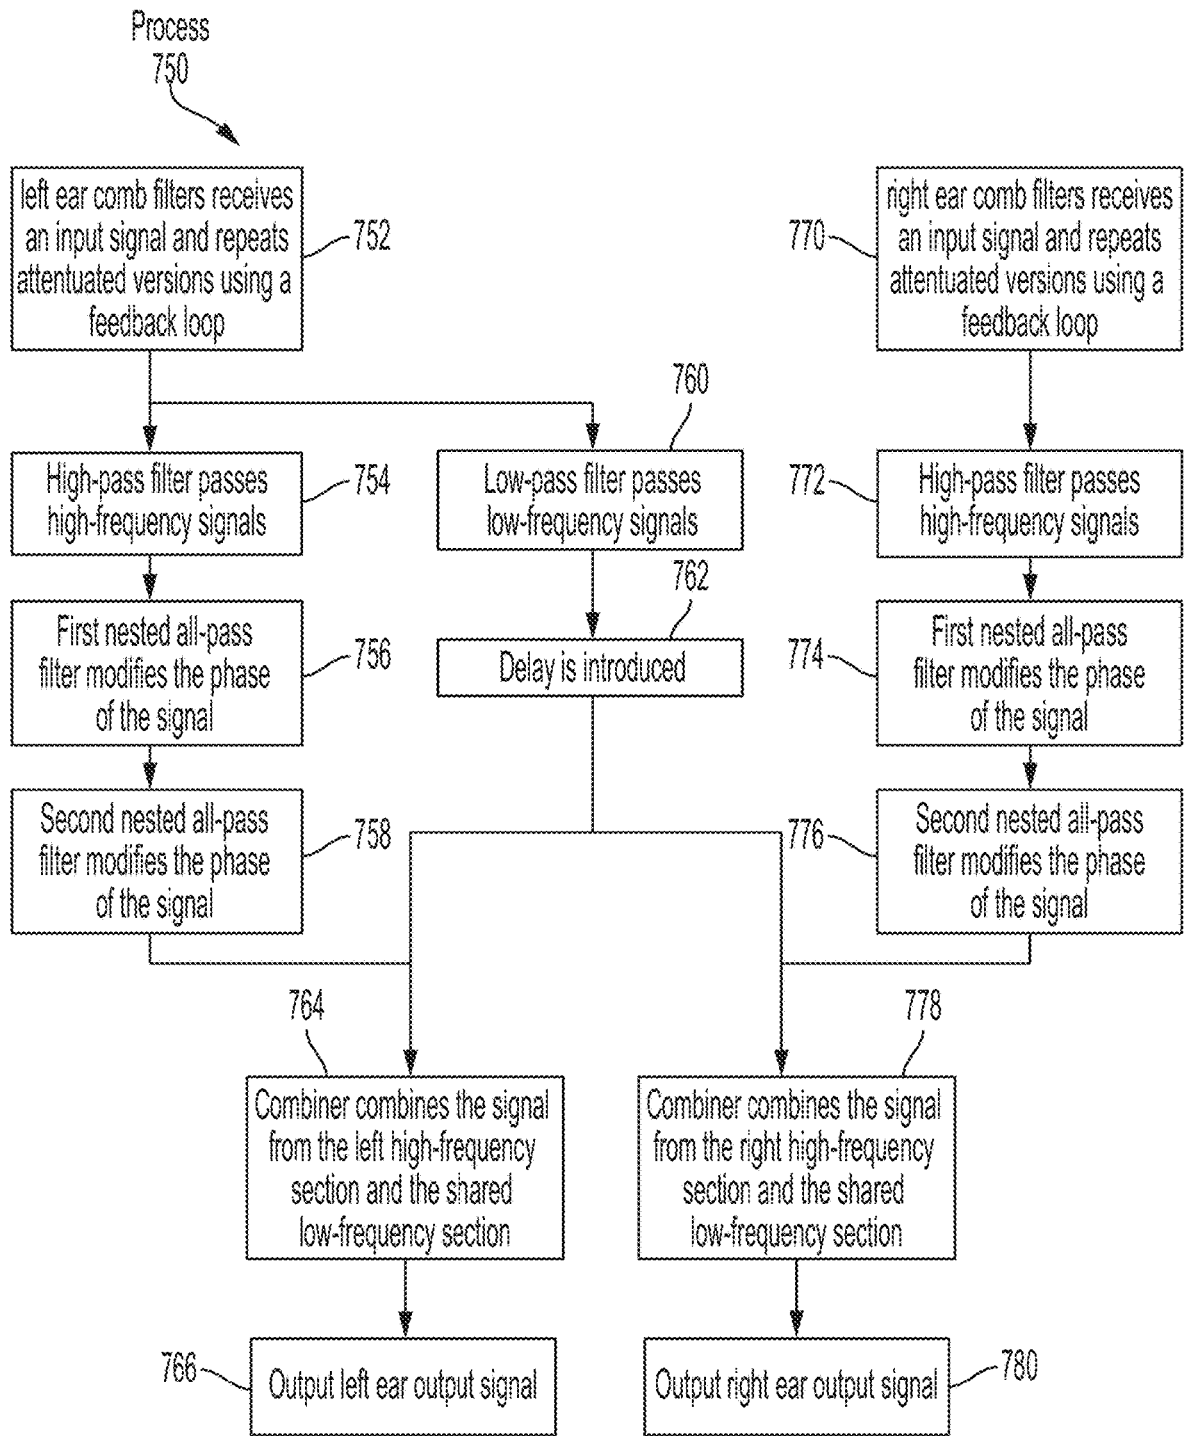 Process
750
left ear comb filters receives
an input signal and repeats
attentuated versions using a
feedback loop
752
770
right ear comb filters receives
an input signal and repeats
attentuated versions using a
feedback loop
760
High-pass filter passes
high-frequency signals
754
Low-pass filter passes
low-frequency signals
772
High-pass filter passes
high-frequency signals
762
First nested all-pass
filter modifies the phase
of the signal
756
Delay is introduced
774
First nested all-pass
filter modifies the phase
of the signal
Second nested all-pass
filter modifies the phase
of the signal
758
776
Second nested all-pass
filter modifies the phase
of the signal
764
778
Combiner combines the signal
from the left high-frequency
section and the shared
low-frequency section
Combiner combines the signal
from the right high-frequency
section and the shared
low-frequency section
766
Output left ear output signal
Output right ear output signal
780